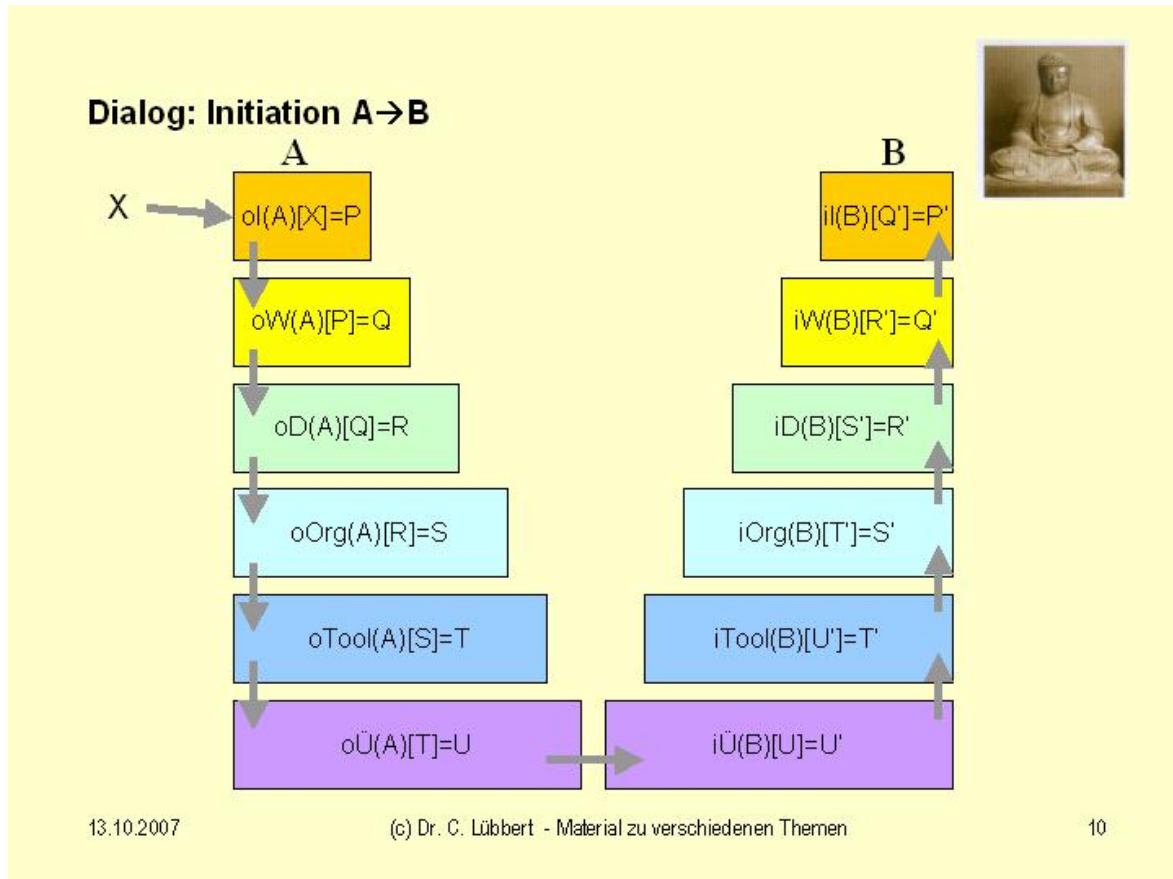 Dialog: Initiation A→B
A
B
X
oI(A)[X]=P
iI(B)[Q']=P'
oW(A)[P]=Q
iW(B)[R']=Q'
oD(A)[Q]=R
iD(B)[S']=R'
oOrg(A)[R]=S
iOrg(B)[T']=S'
oTool(A)[S]=T
iTool(B)[U']=T'
oÜ(A)[T]=U
iÜ(B)[U]=U'
13.10.2007
(c) Dr. C. Lübbert - Material zu verschiedenen Themen
10